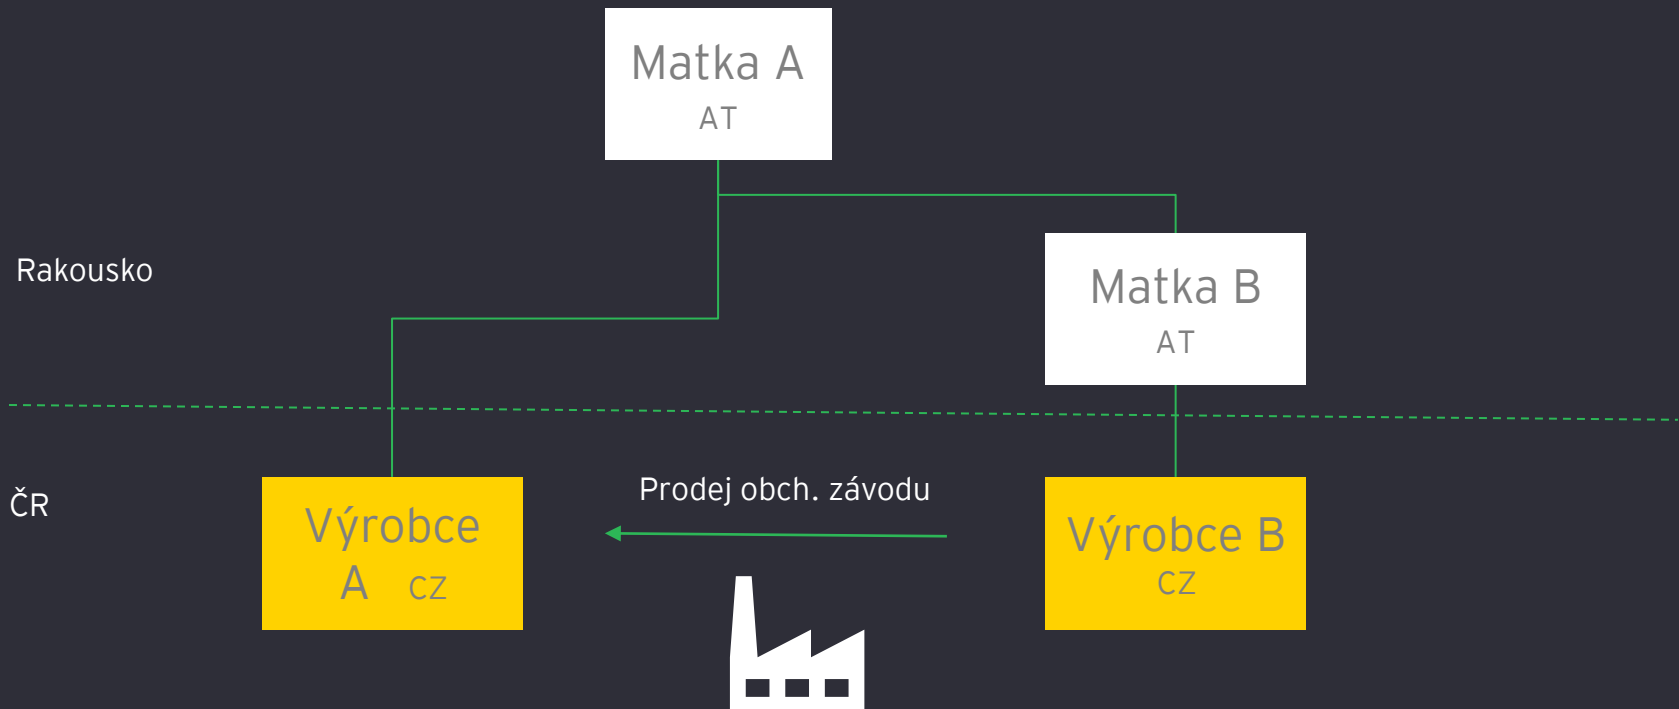 Matka A
AT
Rakousko
Matka B
AT
ČR
Výrobce
A CZ
Prodej obch. závodu
Výrobce B
CZ